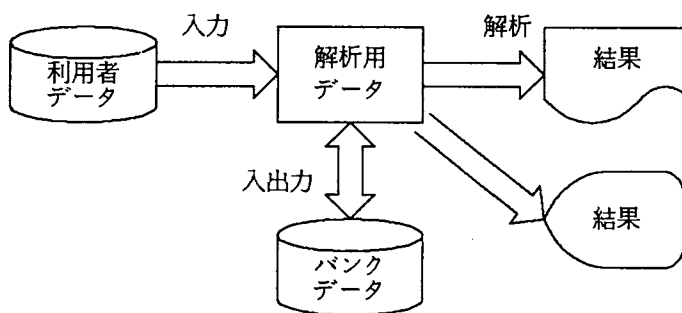 入力
利用者
データ
解析用
データ
解析
結果
入出力
結果
バンク
データ